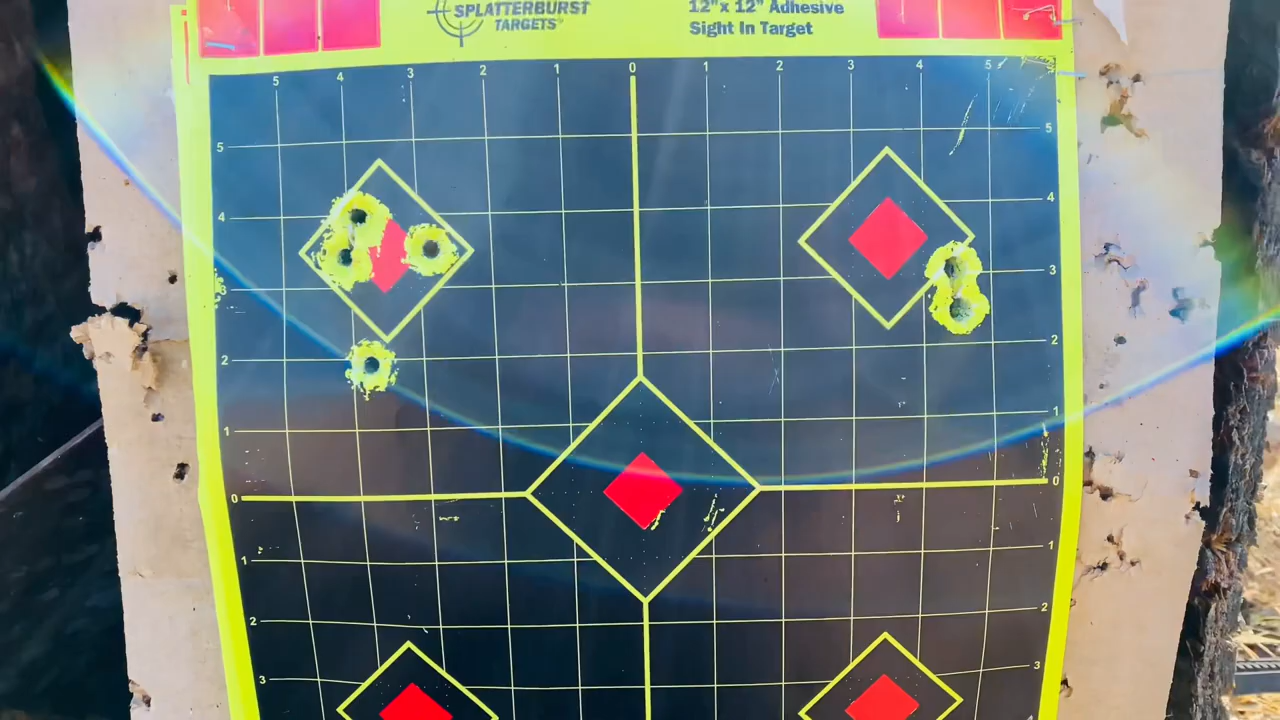 SPLATTERBURST
TARGETS
12"x 12" Adhesive
Sight In Target
5 4 3 2 1 0 1 2 3 4 5
5 5
4 4
3 3
2 2
1 1
0 0
1 1
2 2
3 3